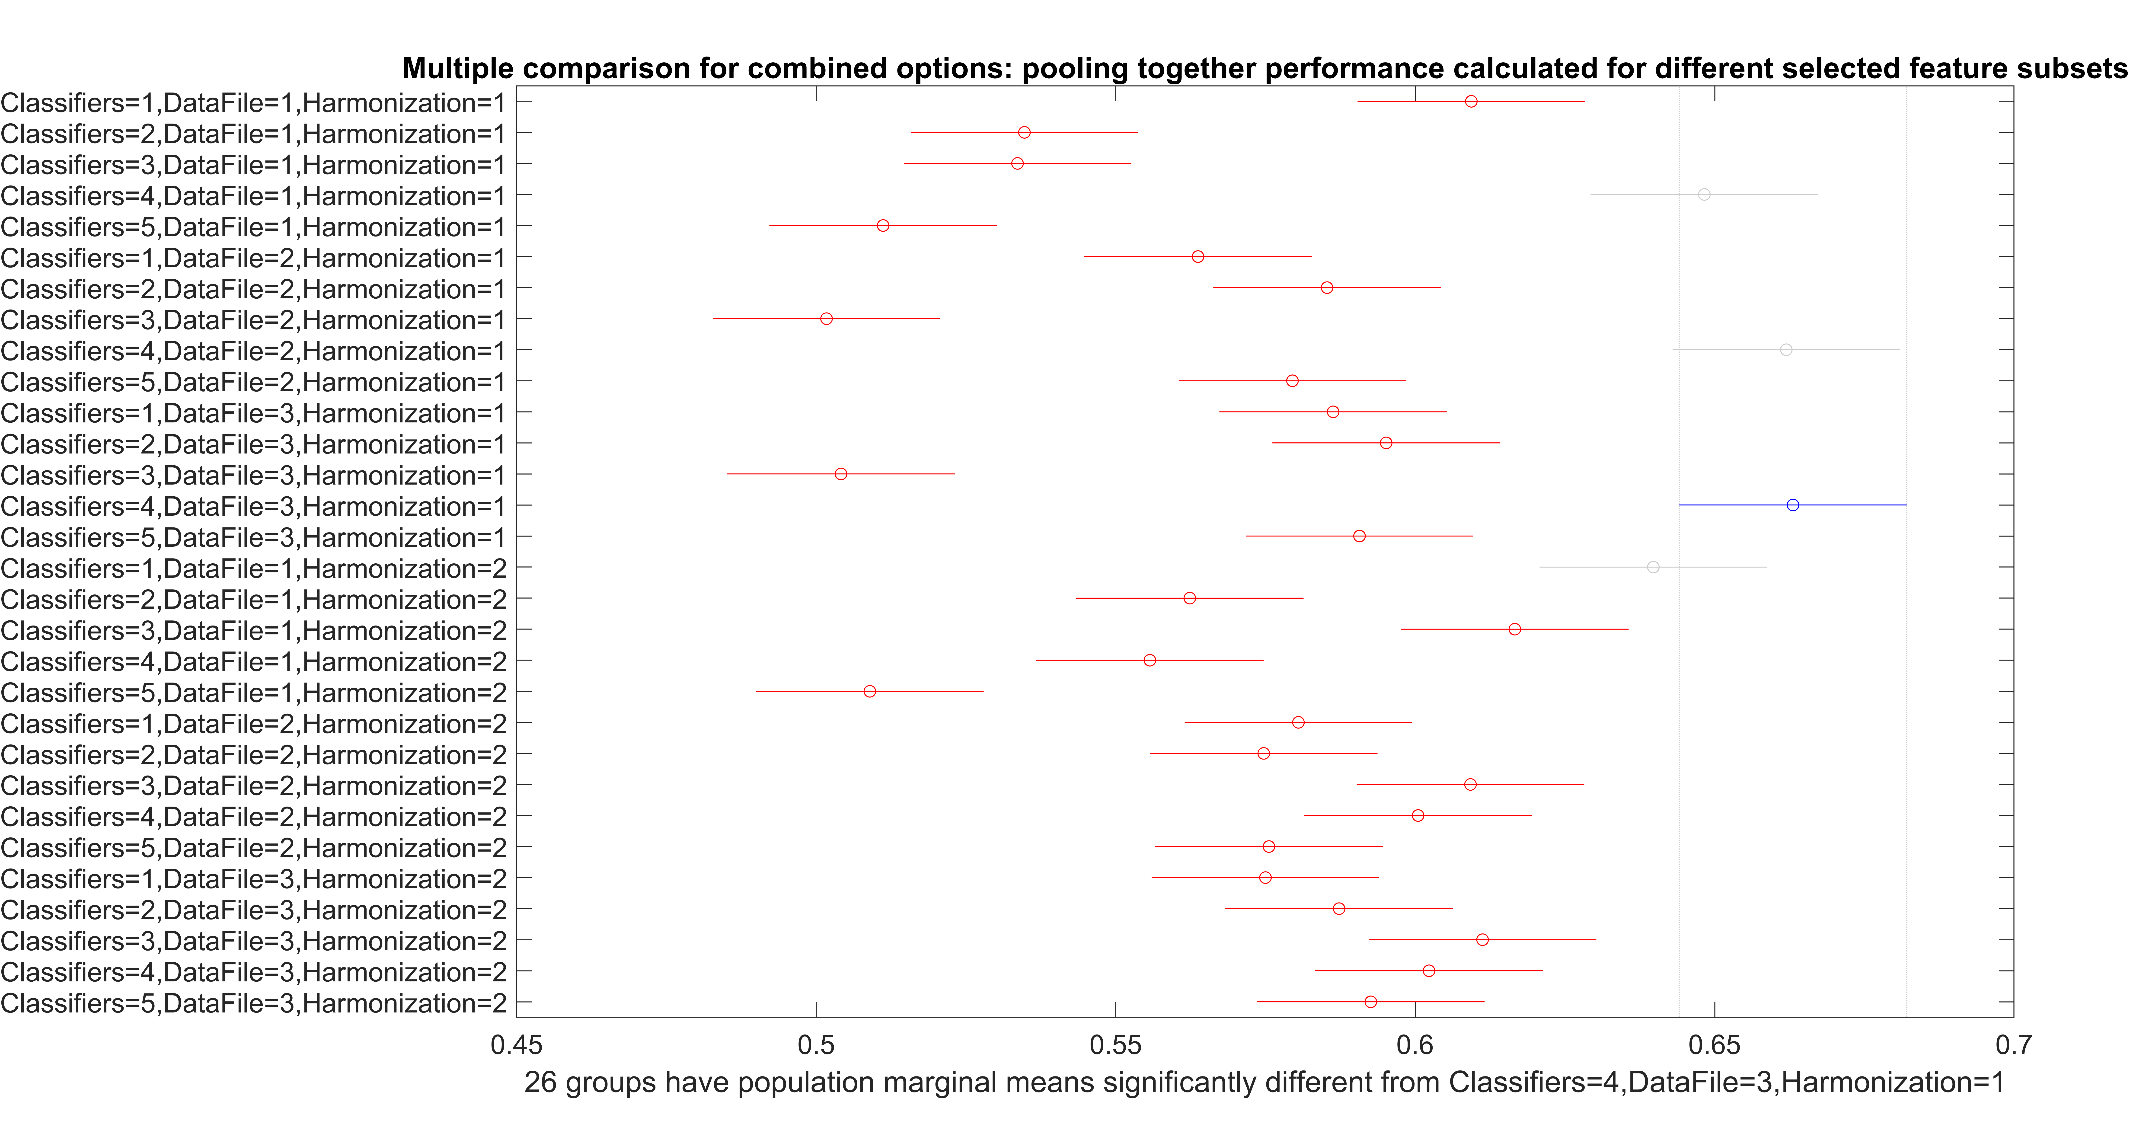 Multiple comparison for combined options: pooling together performance calculated for different selected feature subsets
Classifiers=1,DataFile=1,Harmonization=1
Classifiers=2,DataFile=1,Harmonization=1
Classifiers=3,DataFile=1,Harmonization=1
Classifiers=4,DataFile=1,Harmonization=1
Classifiers=5,DataFile=1,Harmonization=1
Classifiers=1,DataFile=2,Harmonization=1
Classifiers=2,DataFile=2,Harmonization=1
Classifiers=3,DataFile=2,Harmonization=1
Classifiers=4,DataFile=2,Harmonization=1
Classifiers=5,DataFile=2,Harmonization=1
Classifiers=1,DataFile=3,Harmonization=1
Classifiers=2,DataFile=3,Harmonization=1
Classifiers=3,DataFile=3,Harmonization=1
Classifiers=4,DataFile=3,Harmonization=1
Classifiers=5,DataFile=3,Harmonization=1
Classifiers=1,DataFile=1,Harmonization=2
Classifiers=2,DataFile=1,Harmonization=2
Classifiers=3,DataFile=1,Harmonization=2
Classifiers=4,DataFile=1,Harmonization=2
Classifiers=5,DataFile=1,Harmonization=2
Classifiers=1,DataFile=2,Harmonization=2
Classifiers=2,DataFile=2,Harmonization=2
Classifiers=3,DataFile=2,Harmonization=2
Classifiers=4,DataFile=2,Harmonization=2
Classifiers=5,DataFile=2,Harmonization=2
Classifiers=1,DataFile=3,Harmonization=2
Classifiers=2,DataFile=3,Harmonization=2
Classifiers=3,DataFile=3,Harmonization=2
Classifiers=4,DataFile=3,Harmonization=2
Classifiers=5,DataFile=3,Harmonization=2
0.45 0.5 0.55 0.6 0.65 0.7
26 groups have population marginal means significantly different from Classifiers=4,DataFile=3,Harmonization=1